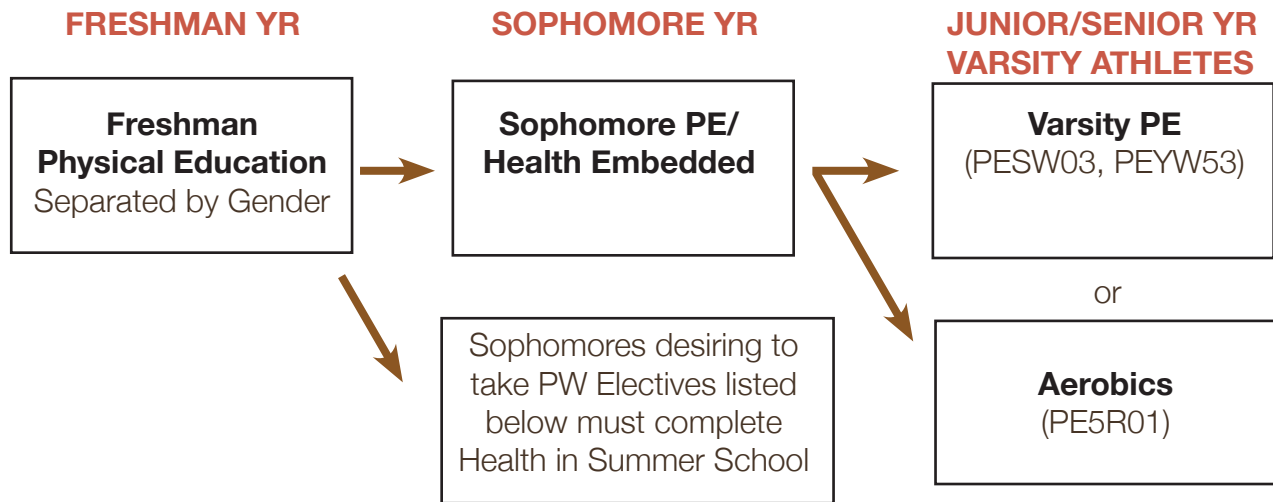 FRESHMAN YR
SOPHOMORE YR
JUNIOR/SENIOR YR
VARSITY ATHLETES
Freshman
Physical Education
Separated by Gender
Sophomore PE/
Health Embedded
Varsity PE
(PESW03, PEYW53)
or
Sophomores desiring to
take PW Electives listed
below must complete
Health in Summer School
Aerobics
(PE5R01)